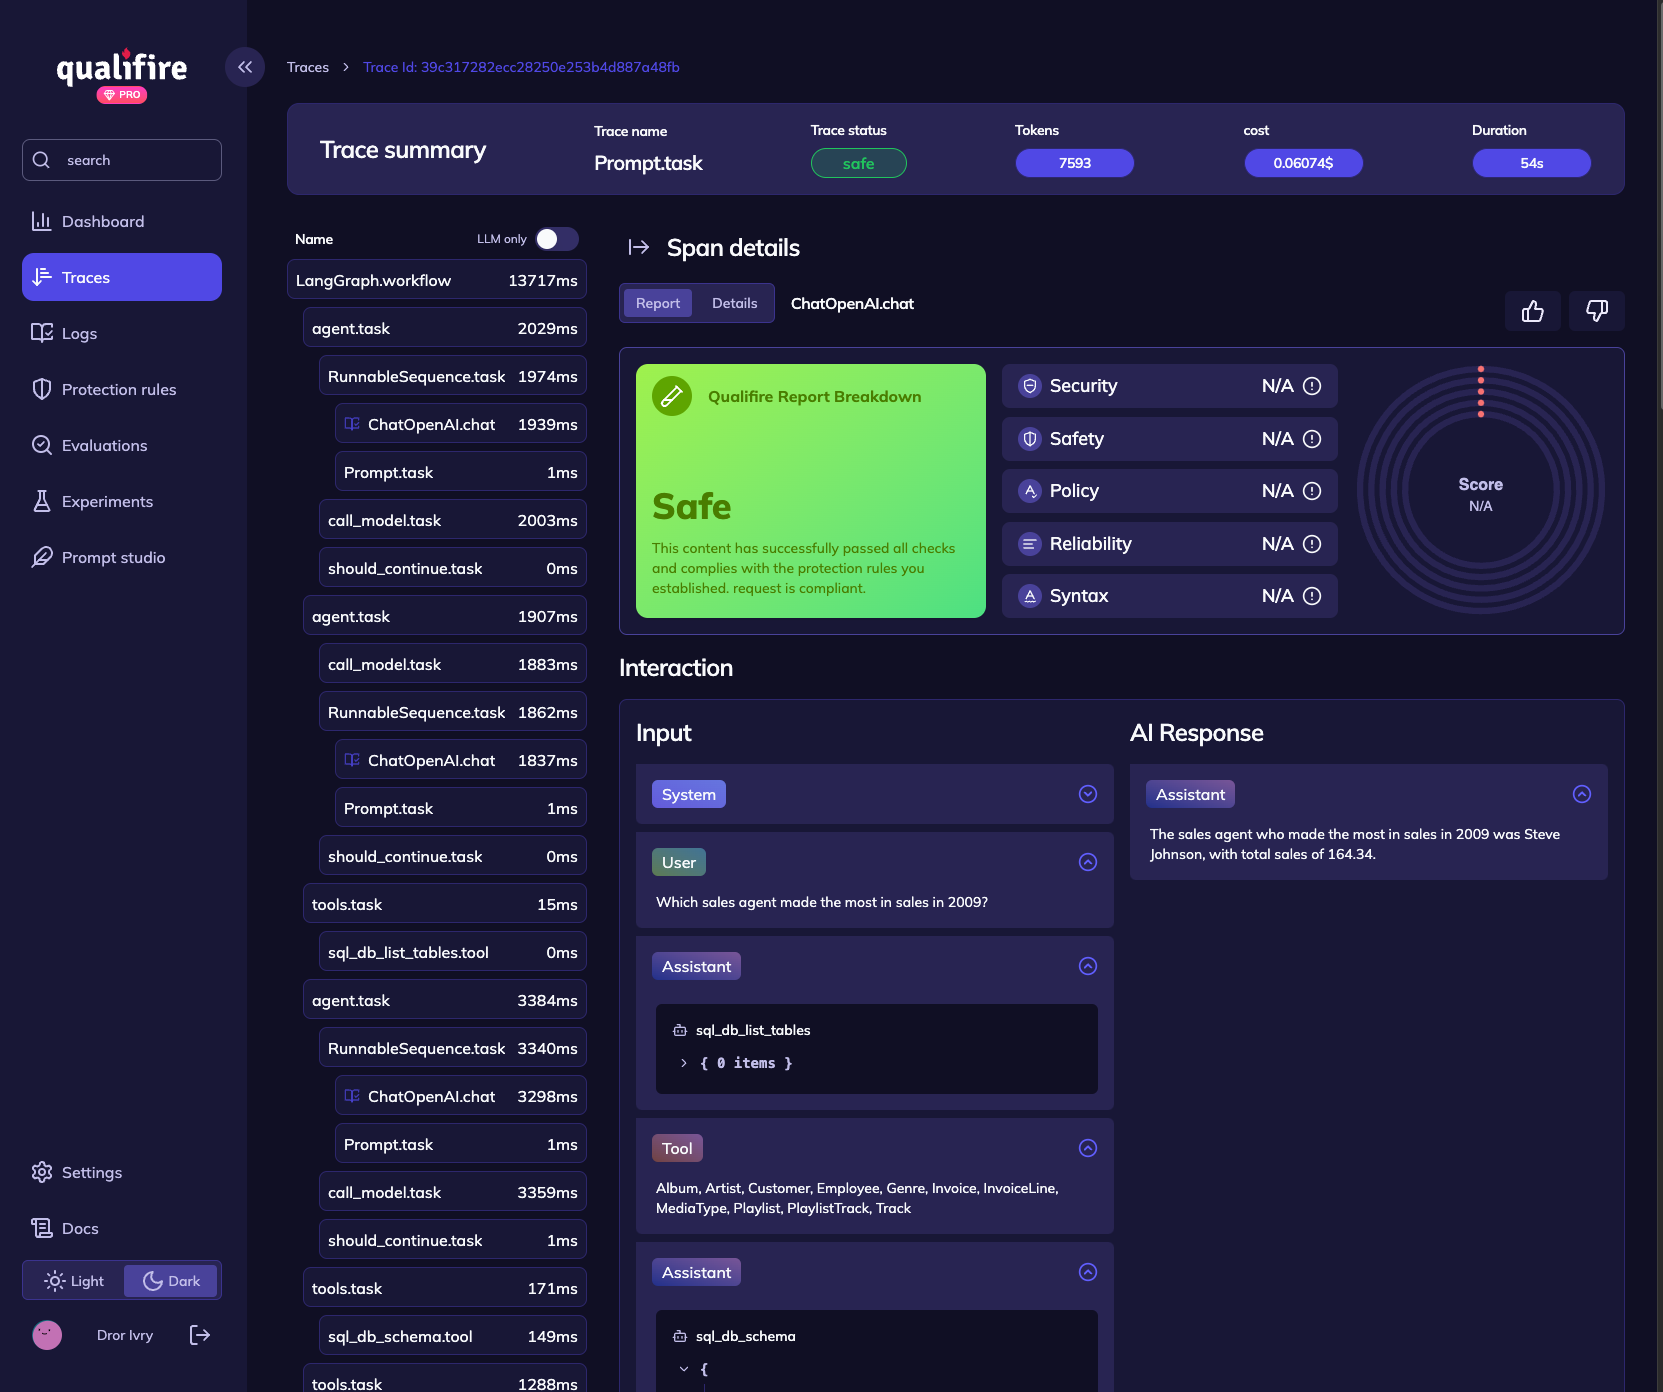 qualifire
PRO
search
Dashboard
Traces
Logs
Protection rules
Evaluations
Experiments
Prompt studio
Settings
Docs
Light Dark
Dror Ivry
Traces > Trace Id: 39c317282ecc28250e253b4d887a48fb
Trace summary
Trace name
Prompt.task
Trace status
safe
Tokens
7593
cost
0.06074$
Duration
54s
Name LLM only
LangGraph.workflow 13717ms
agent.task 2029ms
RunnableSequence.task 1974ms
ChatOpenAI.chat 1939ms
Prompt.task 1ms
call_model.task 2003ms
should_continue.task 0ms
agent.task 1907ms
call_model.task 1883ms
RunnableSequence.task 1862ms
ChatOpenAI.chat 1837ms
Prompt.task 1ms
should_continue.task 0ms
tools.task 15ms
sql_db_list_tables.tool 0ms
agent.task 3384ms
RunnableSequence.task 3340ms
ChatOpenAI.chat 3298ms
Prompt.task 1ms
call_model.task 3359ms
should_continue.task 1ms
tools.task 171ms
sql_db_schema.tool 149ms
tools.task 1288ms
Span details
Report Details ChatOpenAI.chat
Qualifire Report Breakdown
Safe
This content has successfully passed all checks
and complies with the protection rules you
established. request is compliant.
Security N/A
Safety N/A
Policy N/A
Reliability N/A
Syntax N/A
Score
N/A
Interaction
Input
System
User
Which sales agent made the most in sales in 2009?
Assistant
sql_db_list_tables
> { 0 items }
Tool
Album, Artist, Customer, Employee, Genre, Invoice, InvoiceLine,
MediaType, Playlist, PlaylistTrack, Track
Assistant
sql_db_schema
{
AI Response
Assistant
The sales agent who made the most in sales in 2009 was Steve
Johnson, with total sales of 164.34.